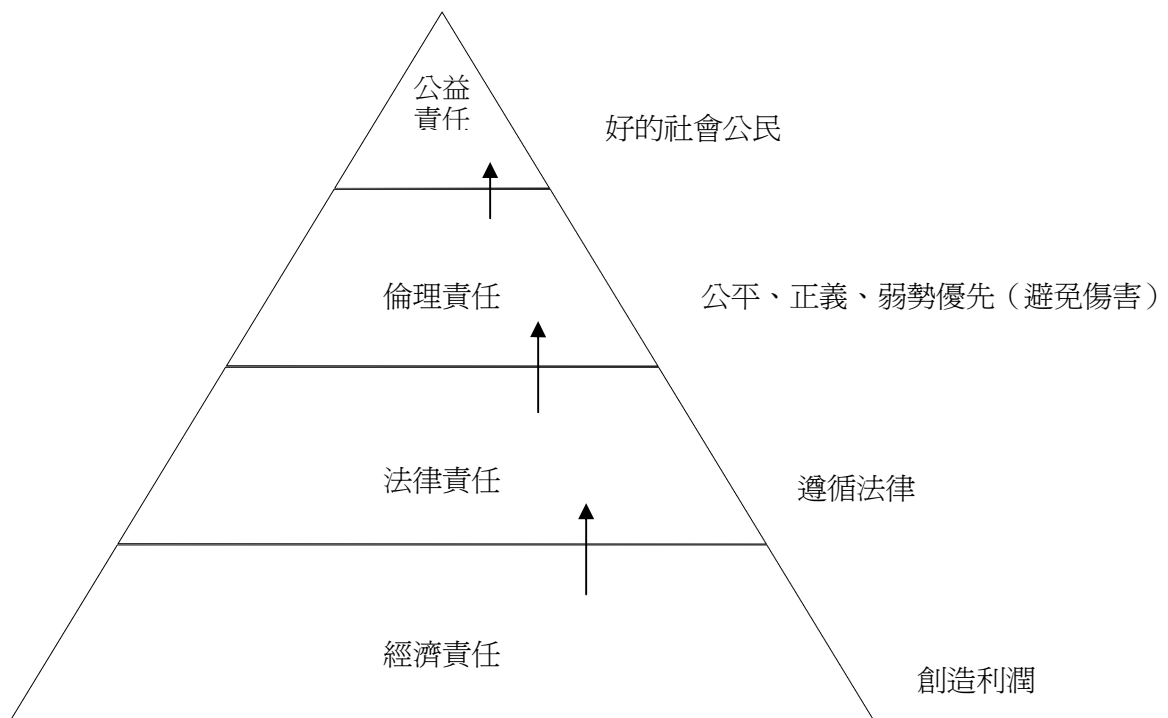 公益
責任
好的社會公民
倫理責任
公平、正義、弱勢優先（避免傷害）
法律責任
遵循法律
經濟責任
創造利潤